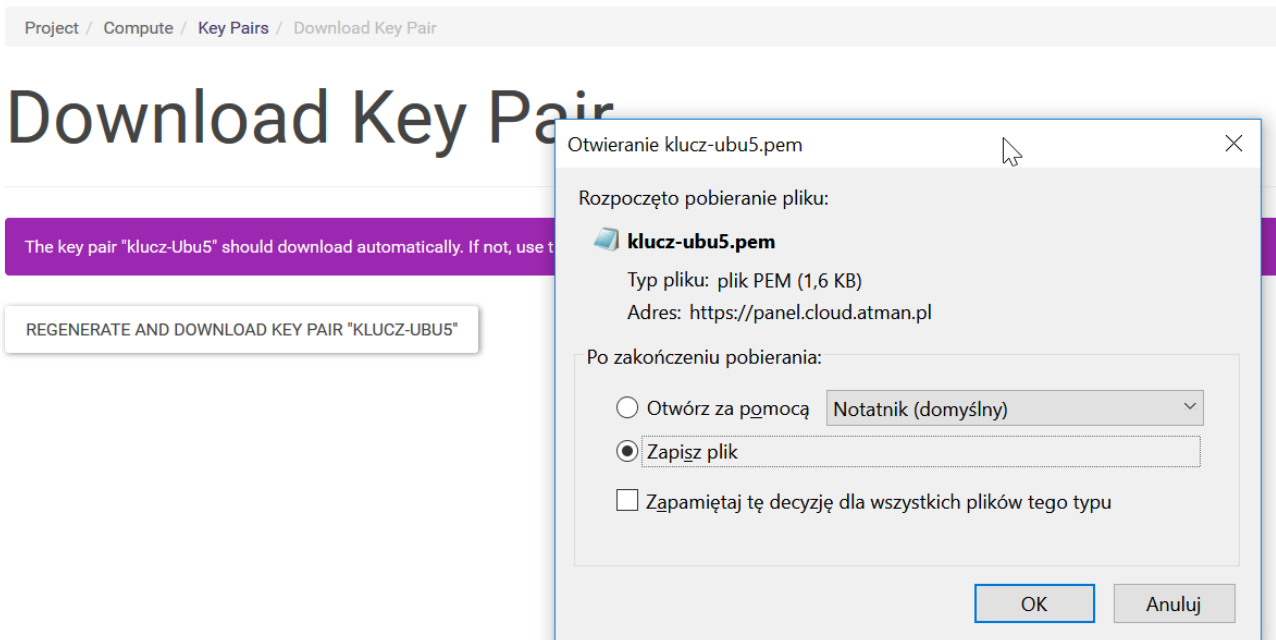 Project / Compute / Key Pairs / Download Key Pair
Download Key Pair
Otwieranie klucz-ubu5.pem
Rozpoczęto pobieranie pliku:
The key pair "klucz-Ubu5" should download automatically. If not, use
klucz-ubu5.pem
Typ pliku: plik PEM (1,6 KB)
Adres: https://panel.cloud.atman.pl
REGENERATE AND DOWNLOAD KEY PAIR "KLUCZ-UBU5"
Po zakończeniu pobierania:
Otwórz za pomocą Notatnik (domyślny)
Zapisz plik
Zapamiętaj tę decyzję dla wszystkich plików tego typu
OK Anuluj